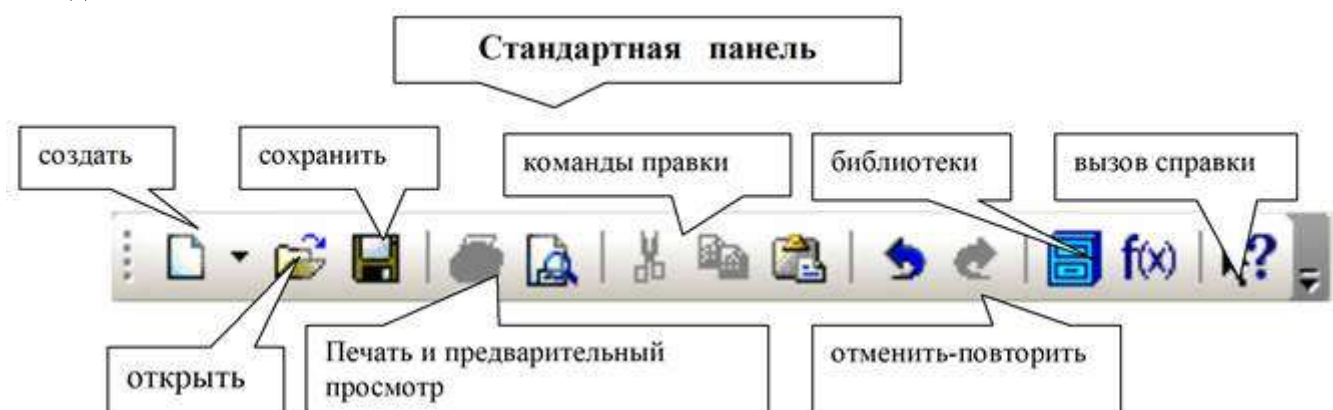 Стандартная панель
создать
сохранить
команды правки
библиотеки
вызов справки
f(x)
?
открыть
Печать и предварительный
просмотр
отменить-повторить